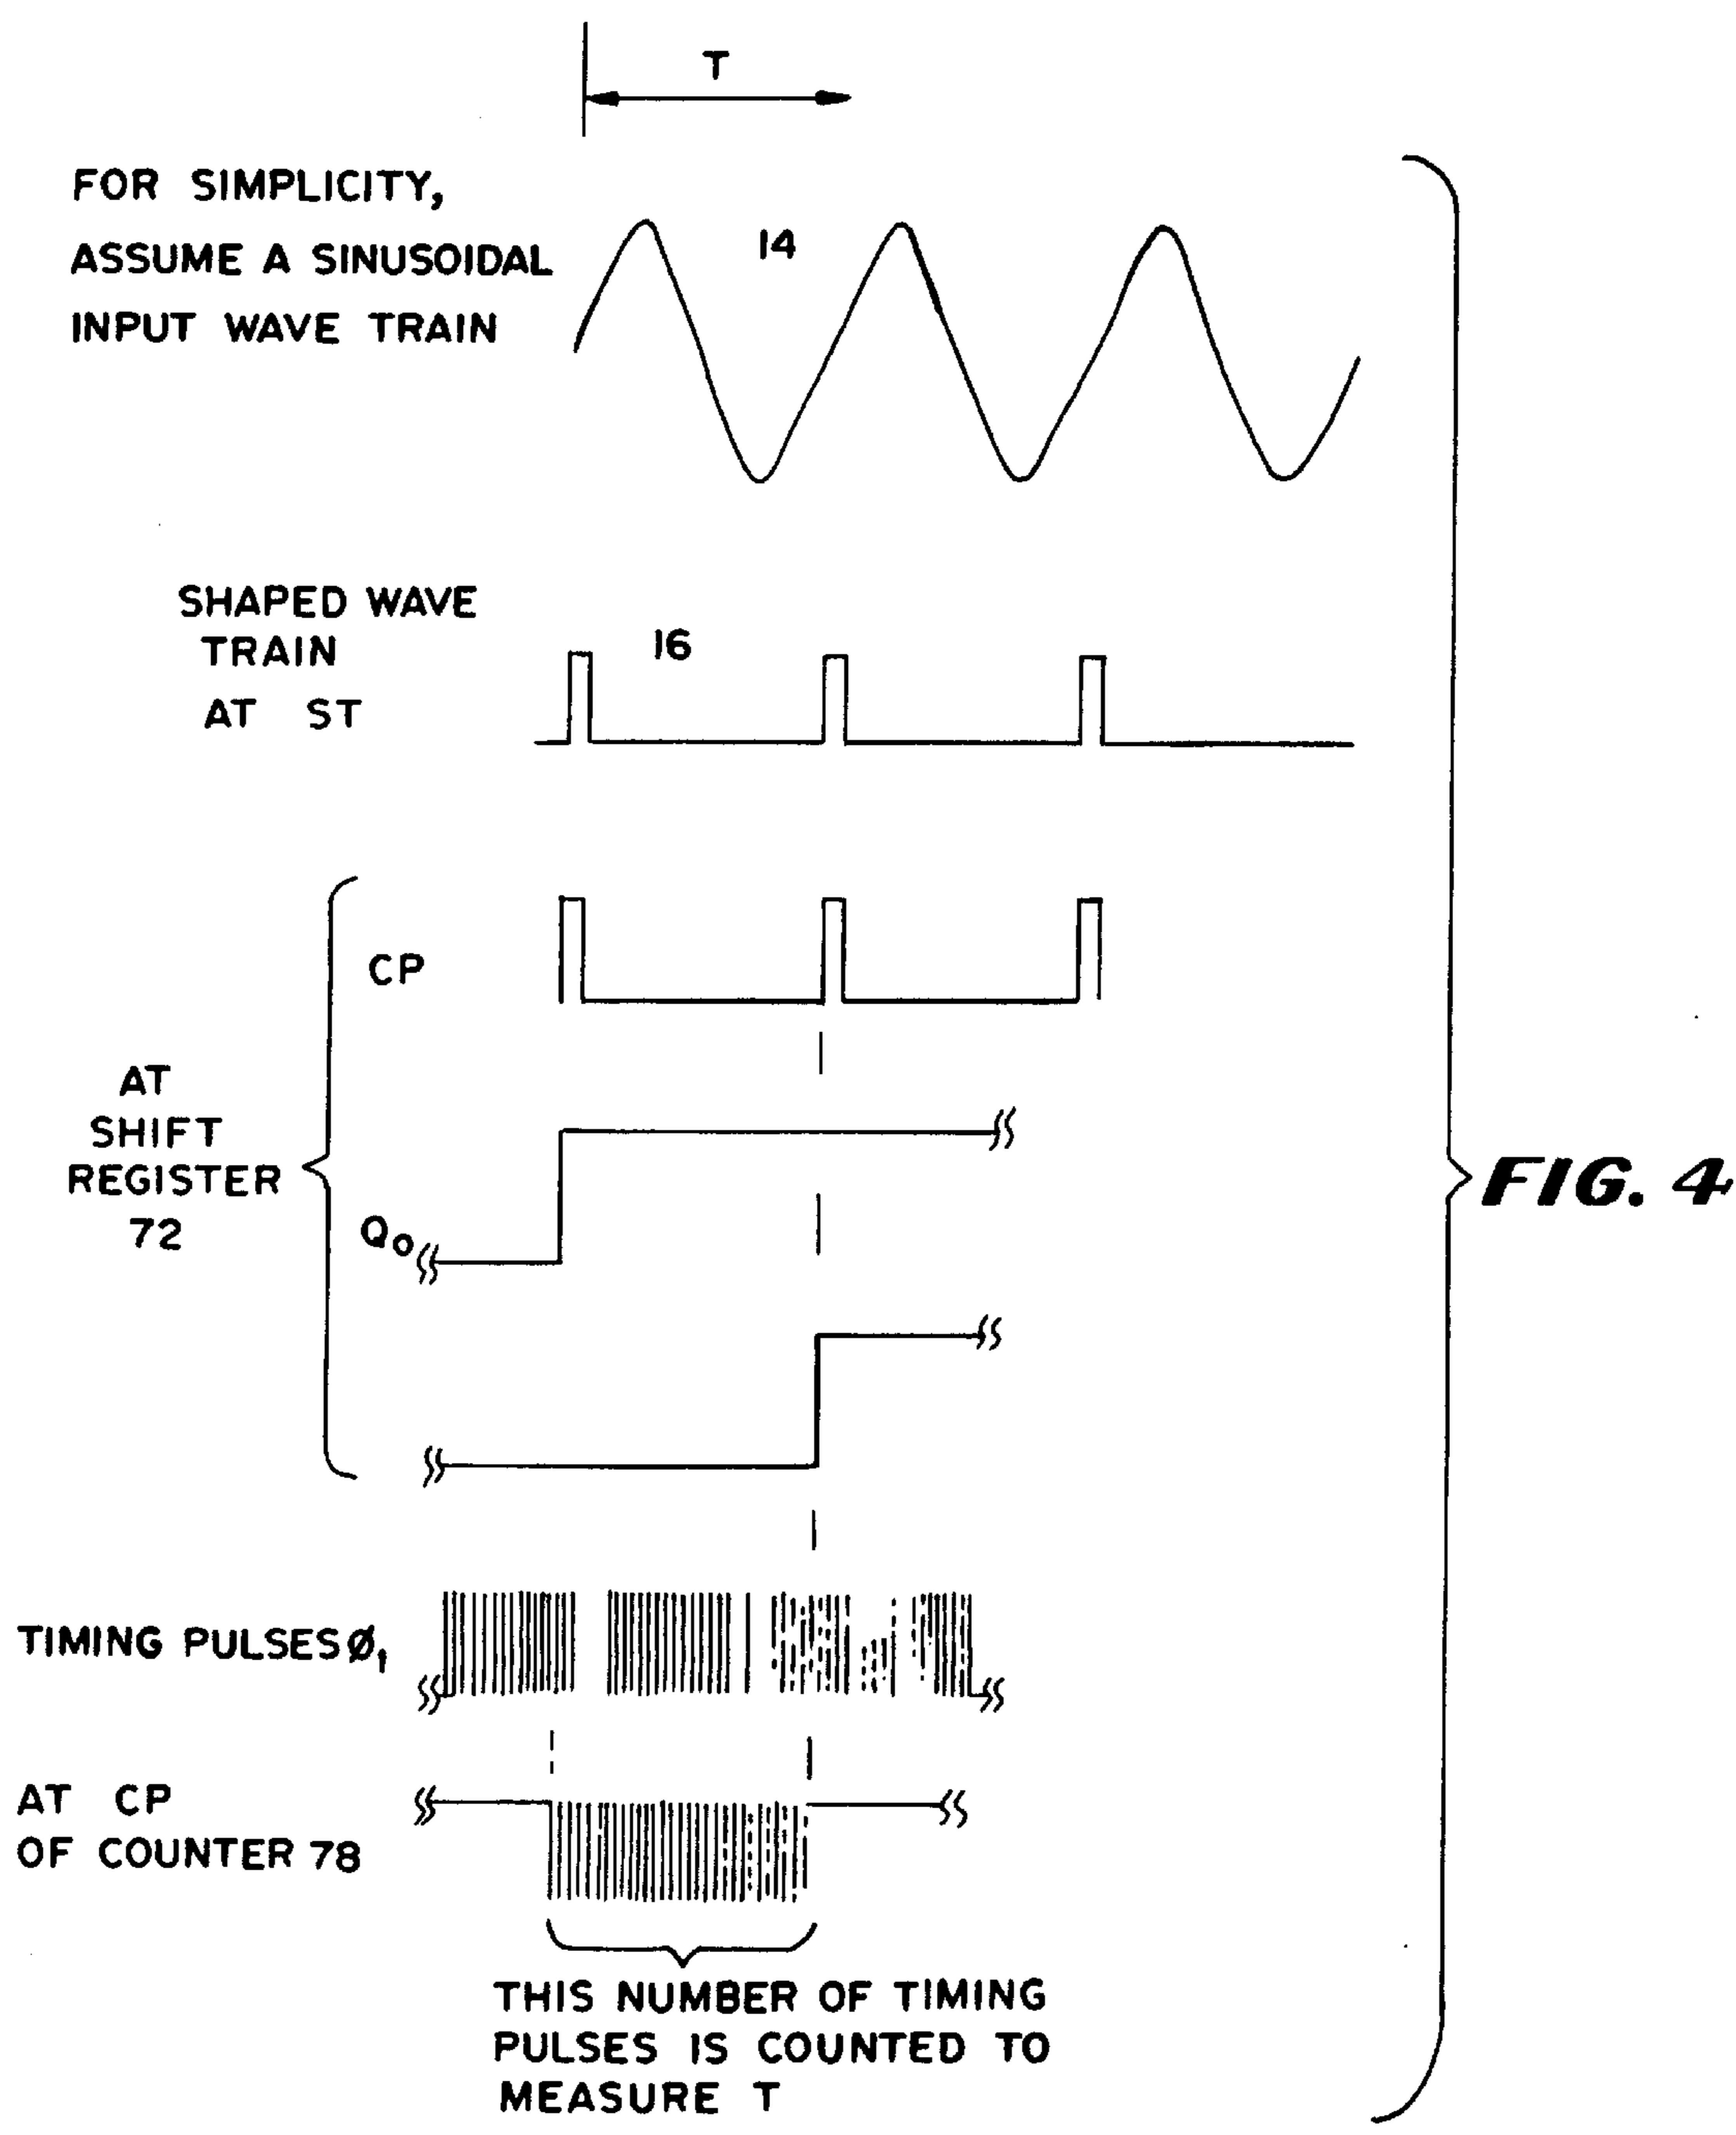 T
FOR SIMPLICITY,
ASSUME A SINUSOIDAL
INPUT WAVE TRAIN
14
SHAPED WAVE
TRAIN
AT ST
16
CP
AT
SHIFT
REGISTER
72
Q0
FIG. 4
TIMING PULSES Ø1
AT CP
OF COUNTER 78
THIS NUMBER OF TIMING
PULSES IS COUNTED TO
MEASURE T